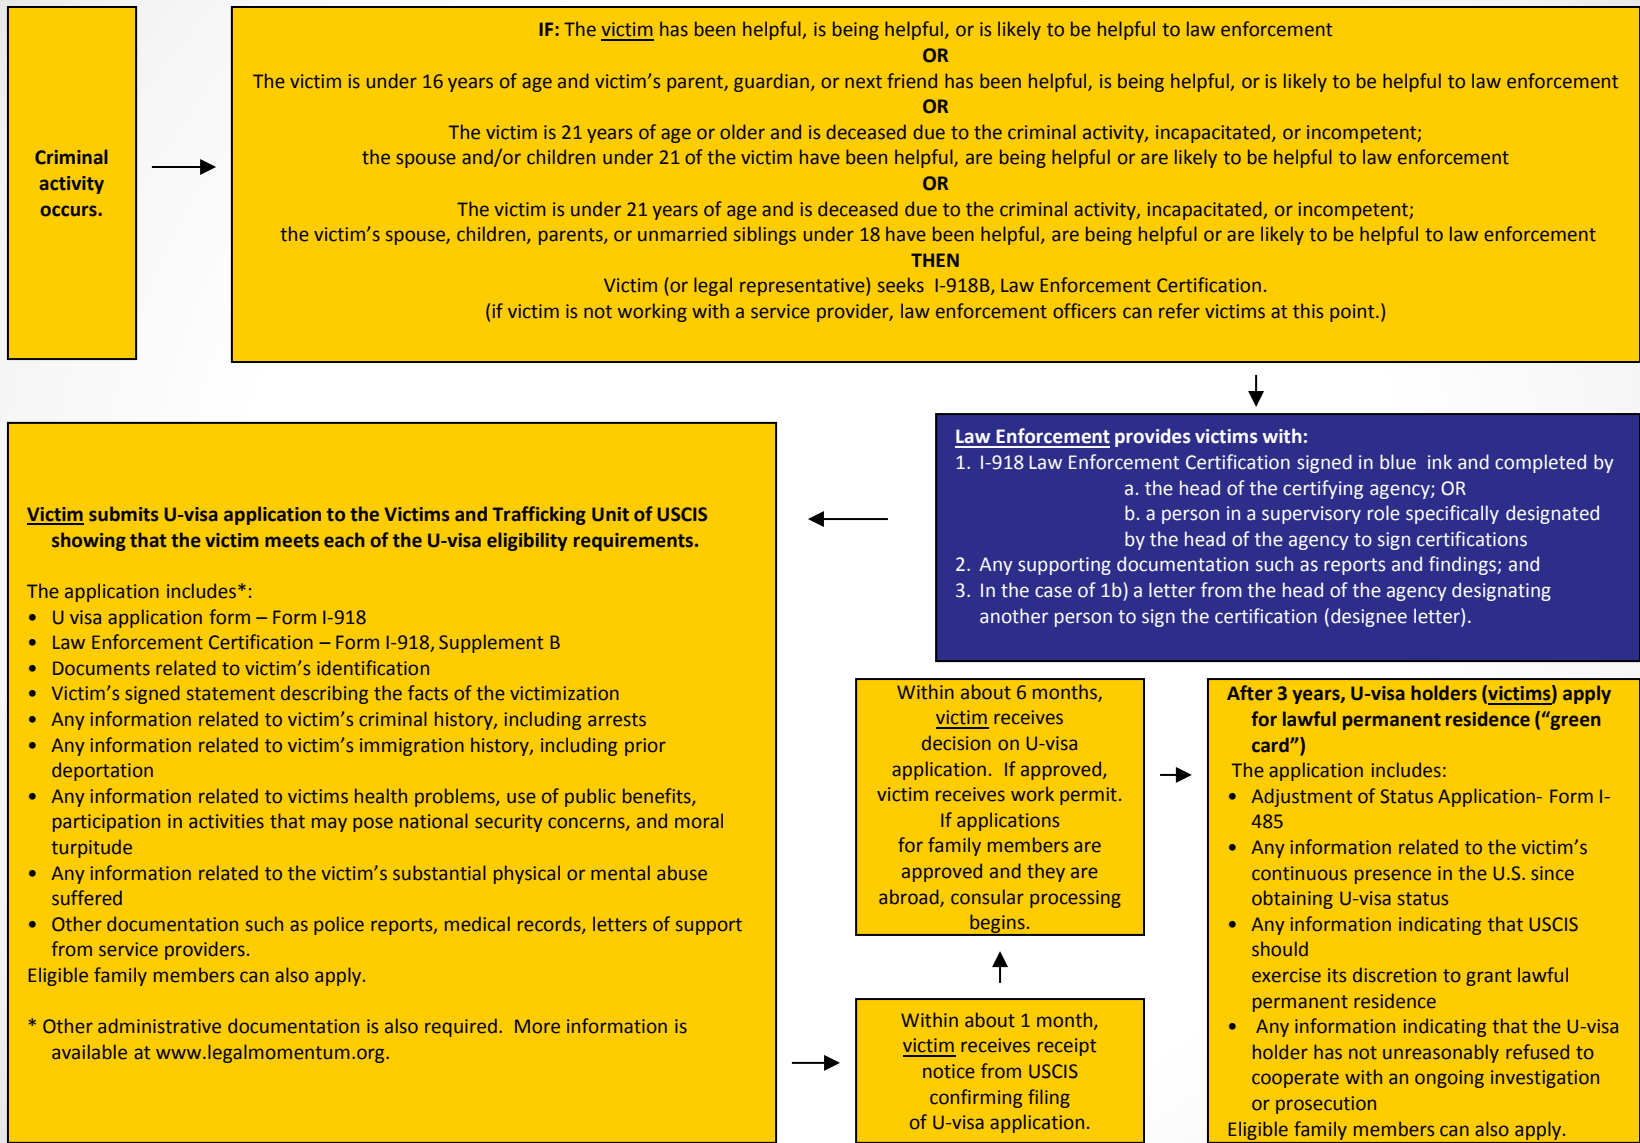 Criminal
activity
occurs.
IF: The victim has been helpful, is being helpful, or is likely to be helpful to law enforcement
OR
The victim is under 16 years of age and victim's parent, guardian, or next friend has been helpful, is being helpful, or is likely to be helpful to law enforcement
OR
The victim is 21 years of age or older and is deceased due to the criminal activity, incapacitated, or incompetent;
the spouse and/or children under 21 of the victim have been helpful, are being helpful or are likely to be helpful to law enforcement
OR
The victim is under 21 years of age and is deceased due to the criminal activity, incapacitated, or incompetent;
the victim's spouse, children, parents, or unmarried siblings under 18 have been helpful, are being helpful or are likely to be helpful to law enforcement
THEN
Victim (or legal representative) seeks I-918B, Law Enforcement Certification.
(if victim is not working with a service provider, law enforcement officers can refer victims at this point.)
Law Enforcement provides victims with:
1. I-918 Law Enforcement Certification signed in blue ink and completed by
a. the head of the certifying agency; OR
b. a person in a supervisory role specifically designated
by the head of the agency to sign certifications
2. Any supporting documentation such as reports and findings; and
3. In the case of 1b) a letter from the head of the agency designating
another person to sign the certification (designee letter).
Victim submits U-visa application to the Victims and Trafficking Unit of USCIS
showing that the victim meets each of the U-visa eligibility requirements.
The application includes*:
• U visa application form – Form I-918
• Law Enforcement Certification – Form I-918, Supplement B
• Documents related to victim's identification
• Victim's signed statement describing the facts of the victimization
• Any information related to victim's criminal history, including arrests
• Any information related to victim's immigration history, including prior
deportation
• Any information related to victims health problems, use of public benefits,
participation in activities that may pose national security concerns, and moral
turpitude
• Any information related to the victim's substantial physical or mental abuse
suffered
• Other documentation such as police reports, medical records, letters of support
from service providers.
Eligible family members can also apply.
* Other administrative documentation is also required. More information is
available at www.legalmomentum.org.
Within about 1 month,
victim receives receipt
notice from USCIS
confirming filing
of U-visa application.
Within about 6 months,
victim receives
decision on U-visa
application. If approved,
victim receives work permit.
If applications
for family members are
approved and they are
abroad, consular processing
begins.
After 3 years, U-visa holders (victims) apply
for lawful permanent residence (“green
card”)
The application includes:
• Adjustment of Status Application- Form I-
485
• Any information related to the victim's
continuous presence in the U.S. since
obtaining U-visa status
• Any information indicating that USCIS
should
exercise its discretion to grant lawful
permanent residence
• Any information indicating that the U-visa
holder has not unreasonably refused to
cooperate with an ongoing investigation
or prosecution
Eligible family members can also apply.